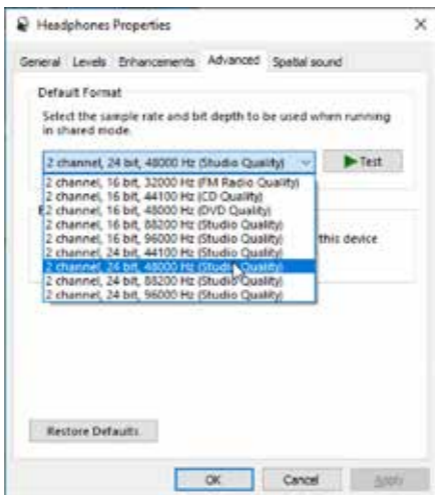 Headphones Properties
General Levels Enhancements Advanced Spatial sound
Default Format
Select the sample rate and bit depth to be used when running
in shared mode.
2 channel, 24 bit, 48000 Hz (Studio Quality)
Test
2 channel, 16 bit, 32000 Hz (FM Radio Quality)
2 channel, 16 bit, 44100 Hz (CD Quality)
2 channel, 16 bit, 48000 Hz (DVD Quality)
2 channel, 16 bit, 88200 Hz (Studio Quality)
2 channel, 16 bit, 96000 Hz (Studio Quality)
this device
2 channel, 24 bit, 44100 Hz (Studio Quality)
2 channel, 24 bit, 48000 Hz (Studio Quality)
2 channel, 24 bit, 88200 Hz (Studio Quality)
2 channel, 24 bit, 96000 Hz (Studio Quality)
Restore Defaults
OK Cancel Apply